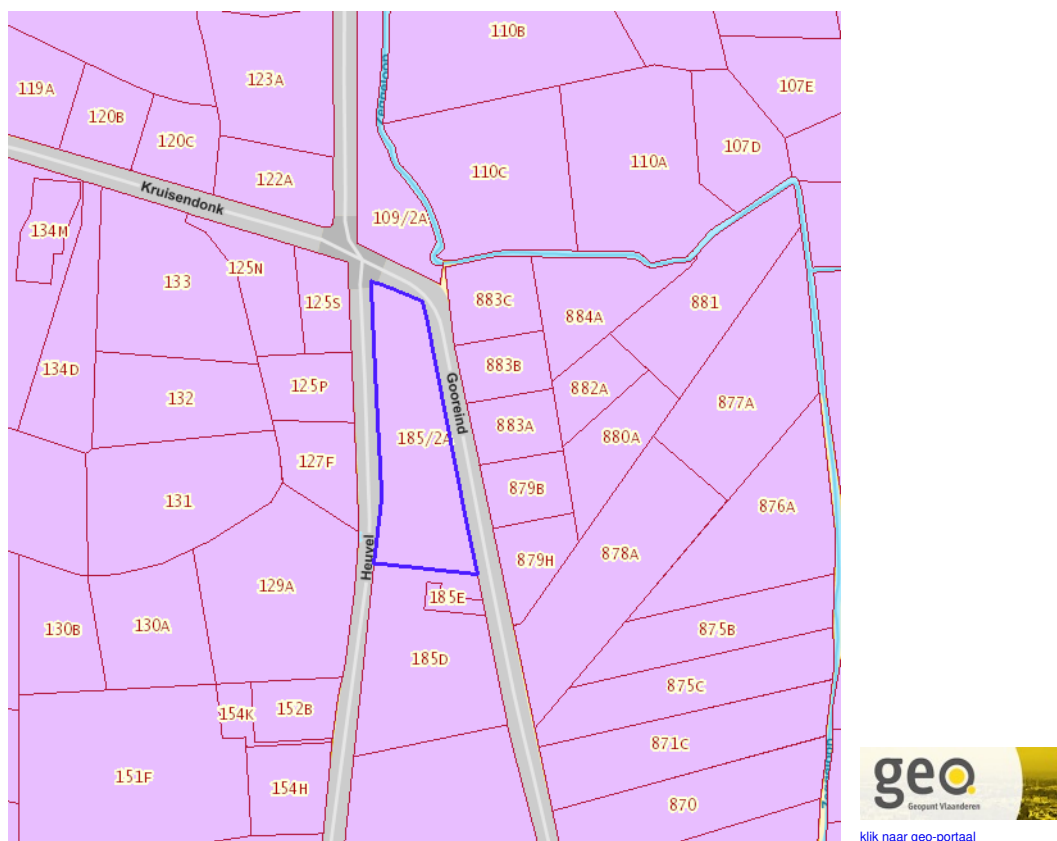 110B
123A
107E
119A
120B
120C
107D
110A
110C
122A
Kruisendonk
109/2A
134M
125N
133
883C
125S
881
884A
883B
134D
125P
882A
132
Gooreind
877A
883A
185/2A
880A
127F
879B
131
876A
Heuvel
878A
879H
129A
185E
130A
130B
875B
185D
875C
154K
152B
871C
151F
154H
870
geo
Geopunt Vlaanderen
klik naar geo-portaal